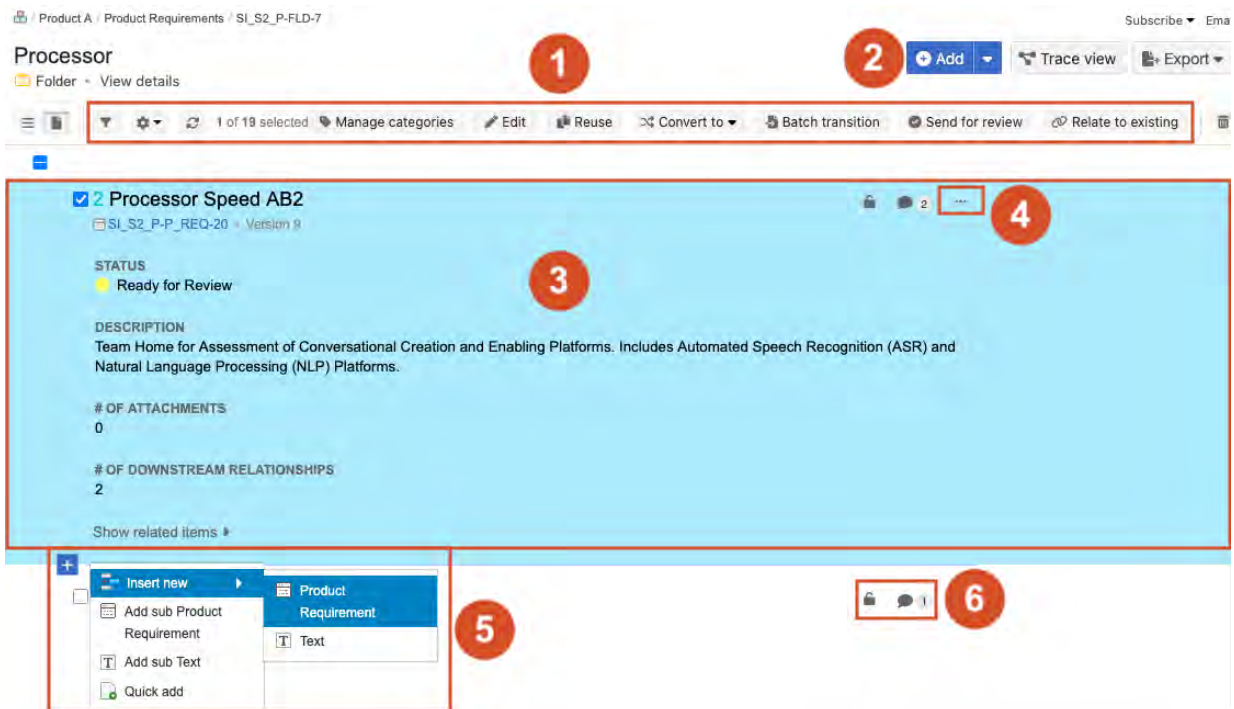 Product A / Product Requirements / SI_S2_P-FLD-7
Subscribe Ema
Processor
1
2
Add
Trace view
Export
Folder • View details
1 of 19 selected Manage categories Edit Reuse Convert to Batch transition Send for review Relate to existing
2 Processor Speed AB2
2
...
4
SI_S2_P-P_REQ-20 • Version 9
STATUS
Ready for Review
3
DESCRIPTION
Team Home for Assessment of Conversational Creation and Enabling Platforms. Includes Automated Speech Recognition (ASR) and
Natural Language Processing (NLP) Platforms.
# OF ATTACHMENTS
0
# OF DOWNSTREAM RELATIONSHIPS
2
Show related items
Insert new
Product
Requirement
Add sub Product
Requirement
T Text
T Add sub Text
Quick add
5
1
6